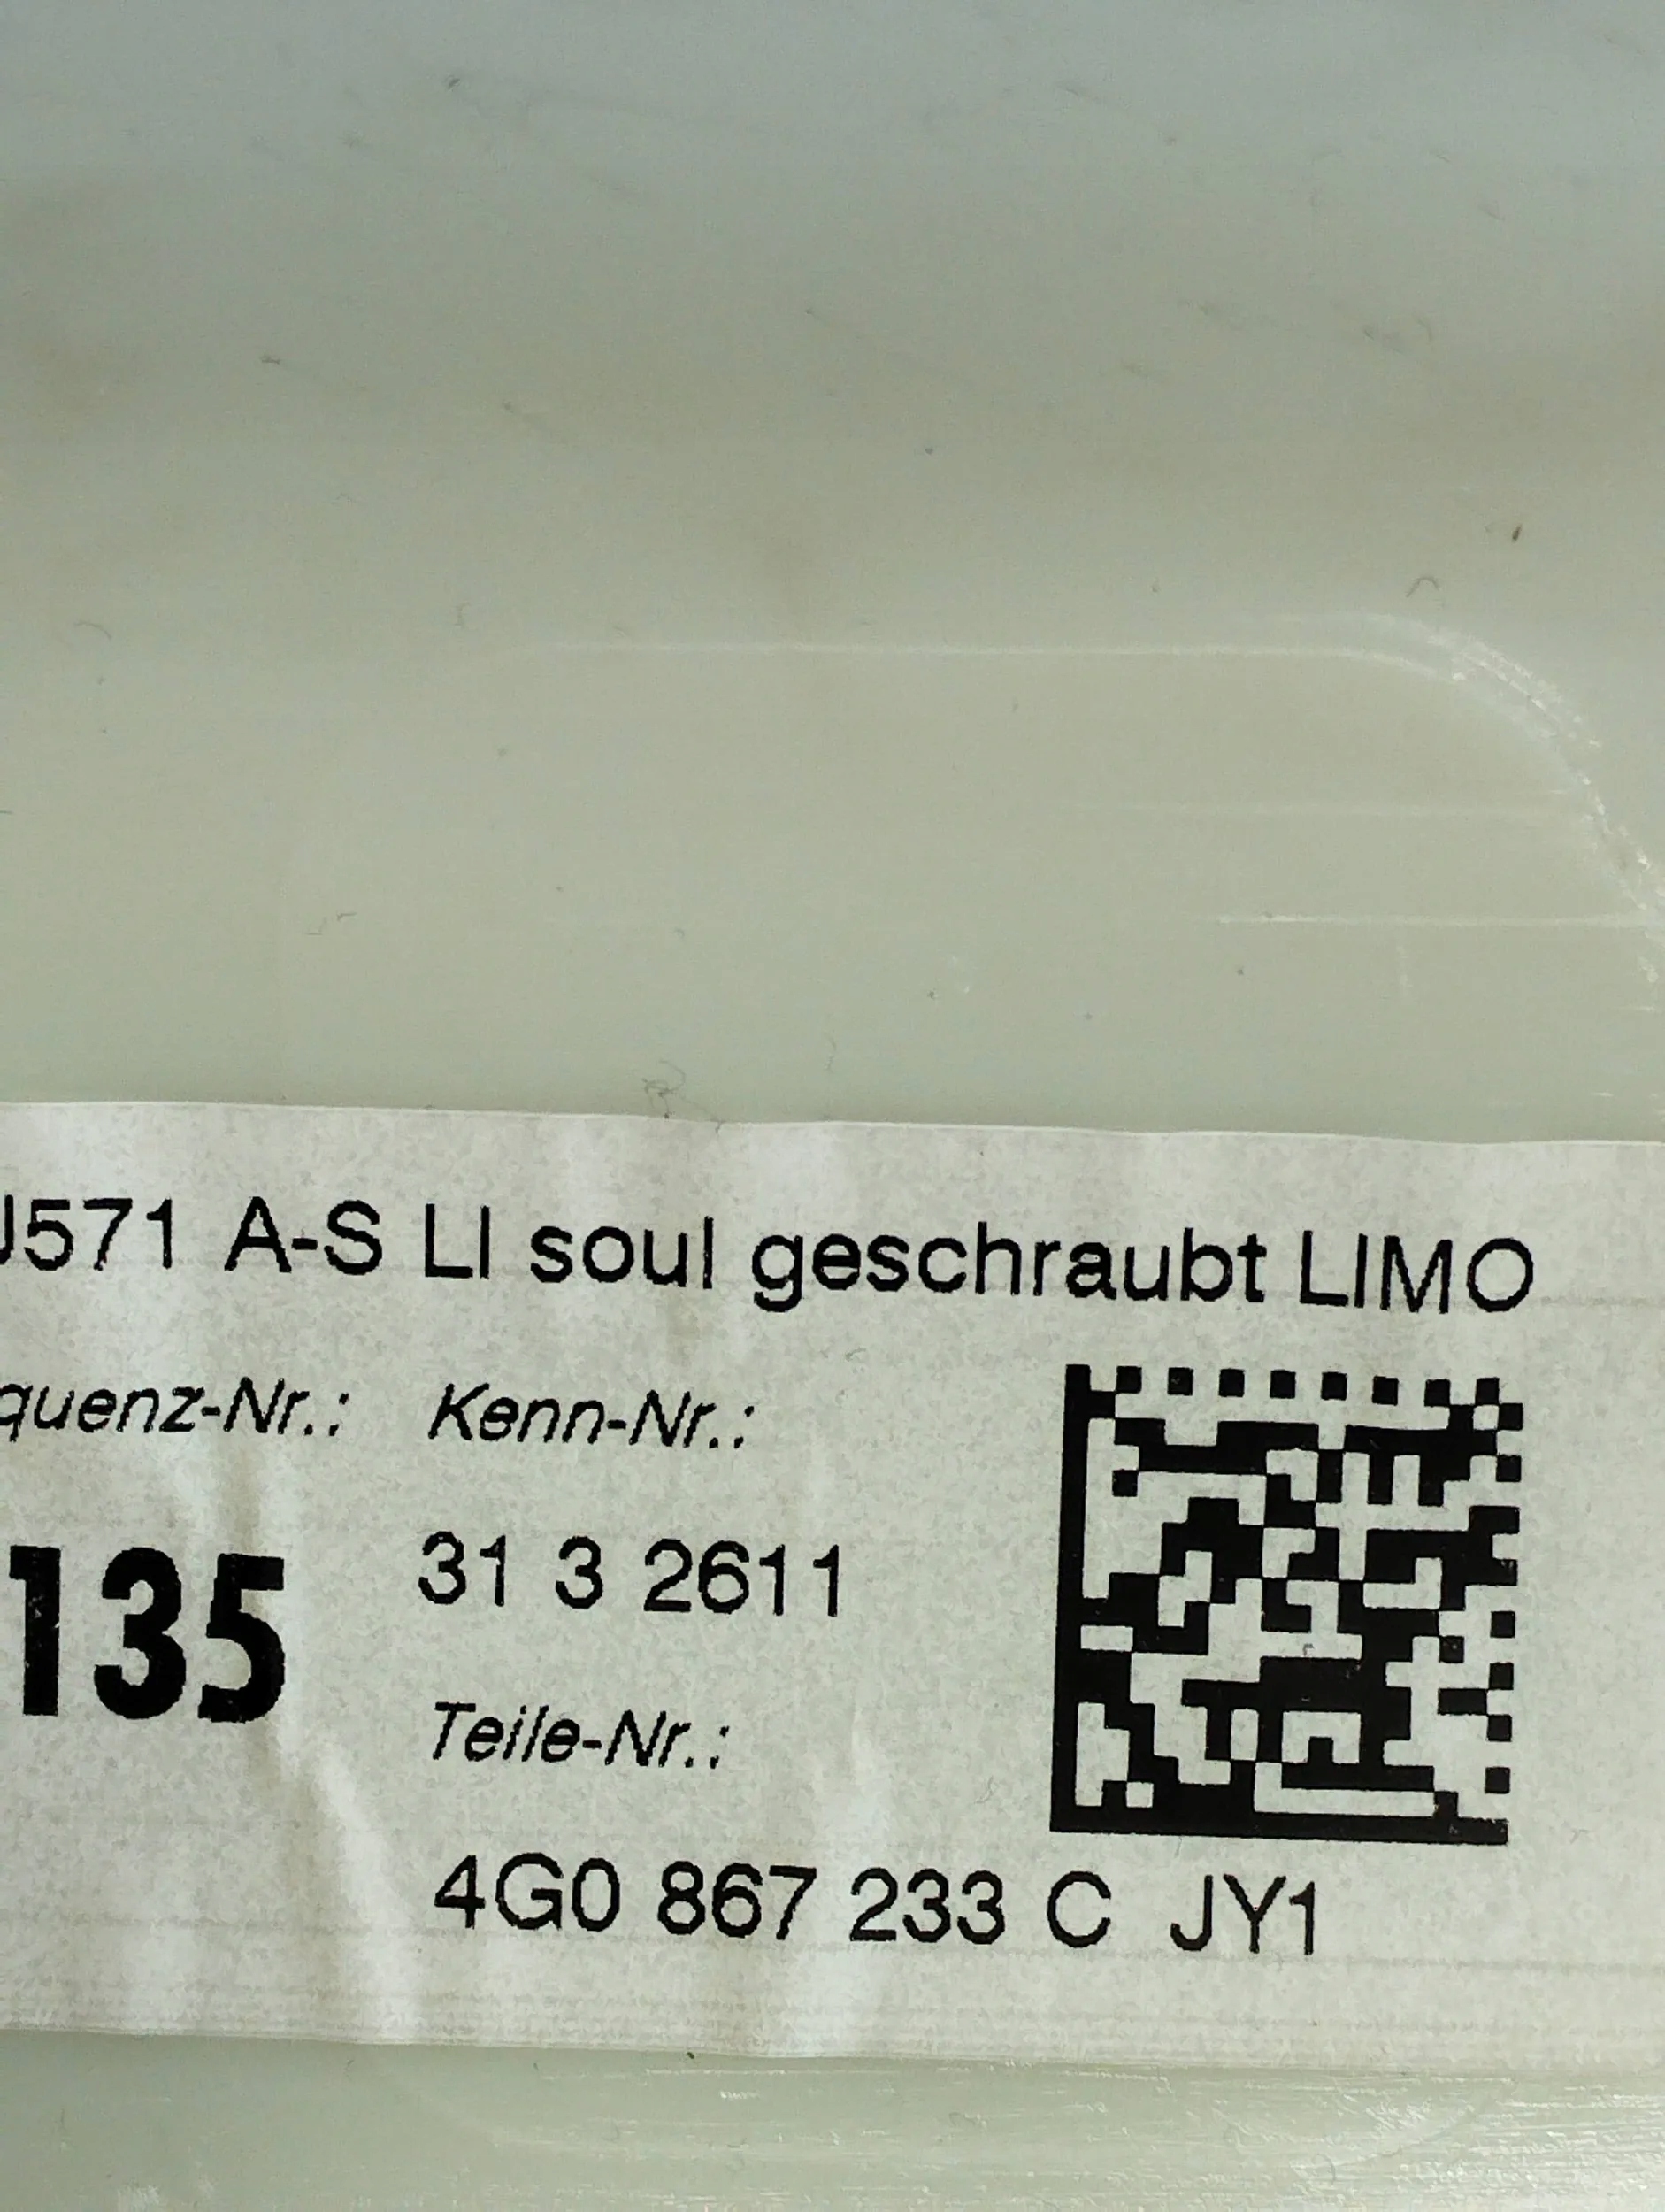 J571 A-S LI soul geschraubt LIMO
quenz-Nr.: Kenn-Nr.:
31 3 2611
135
Teile-Nr.:
4G0 867 233 C JY1